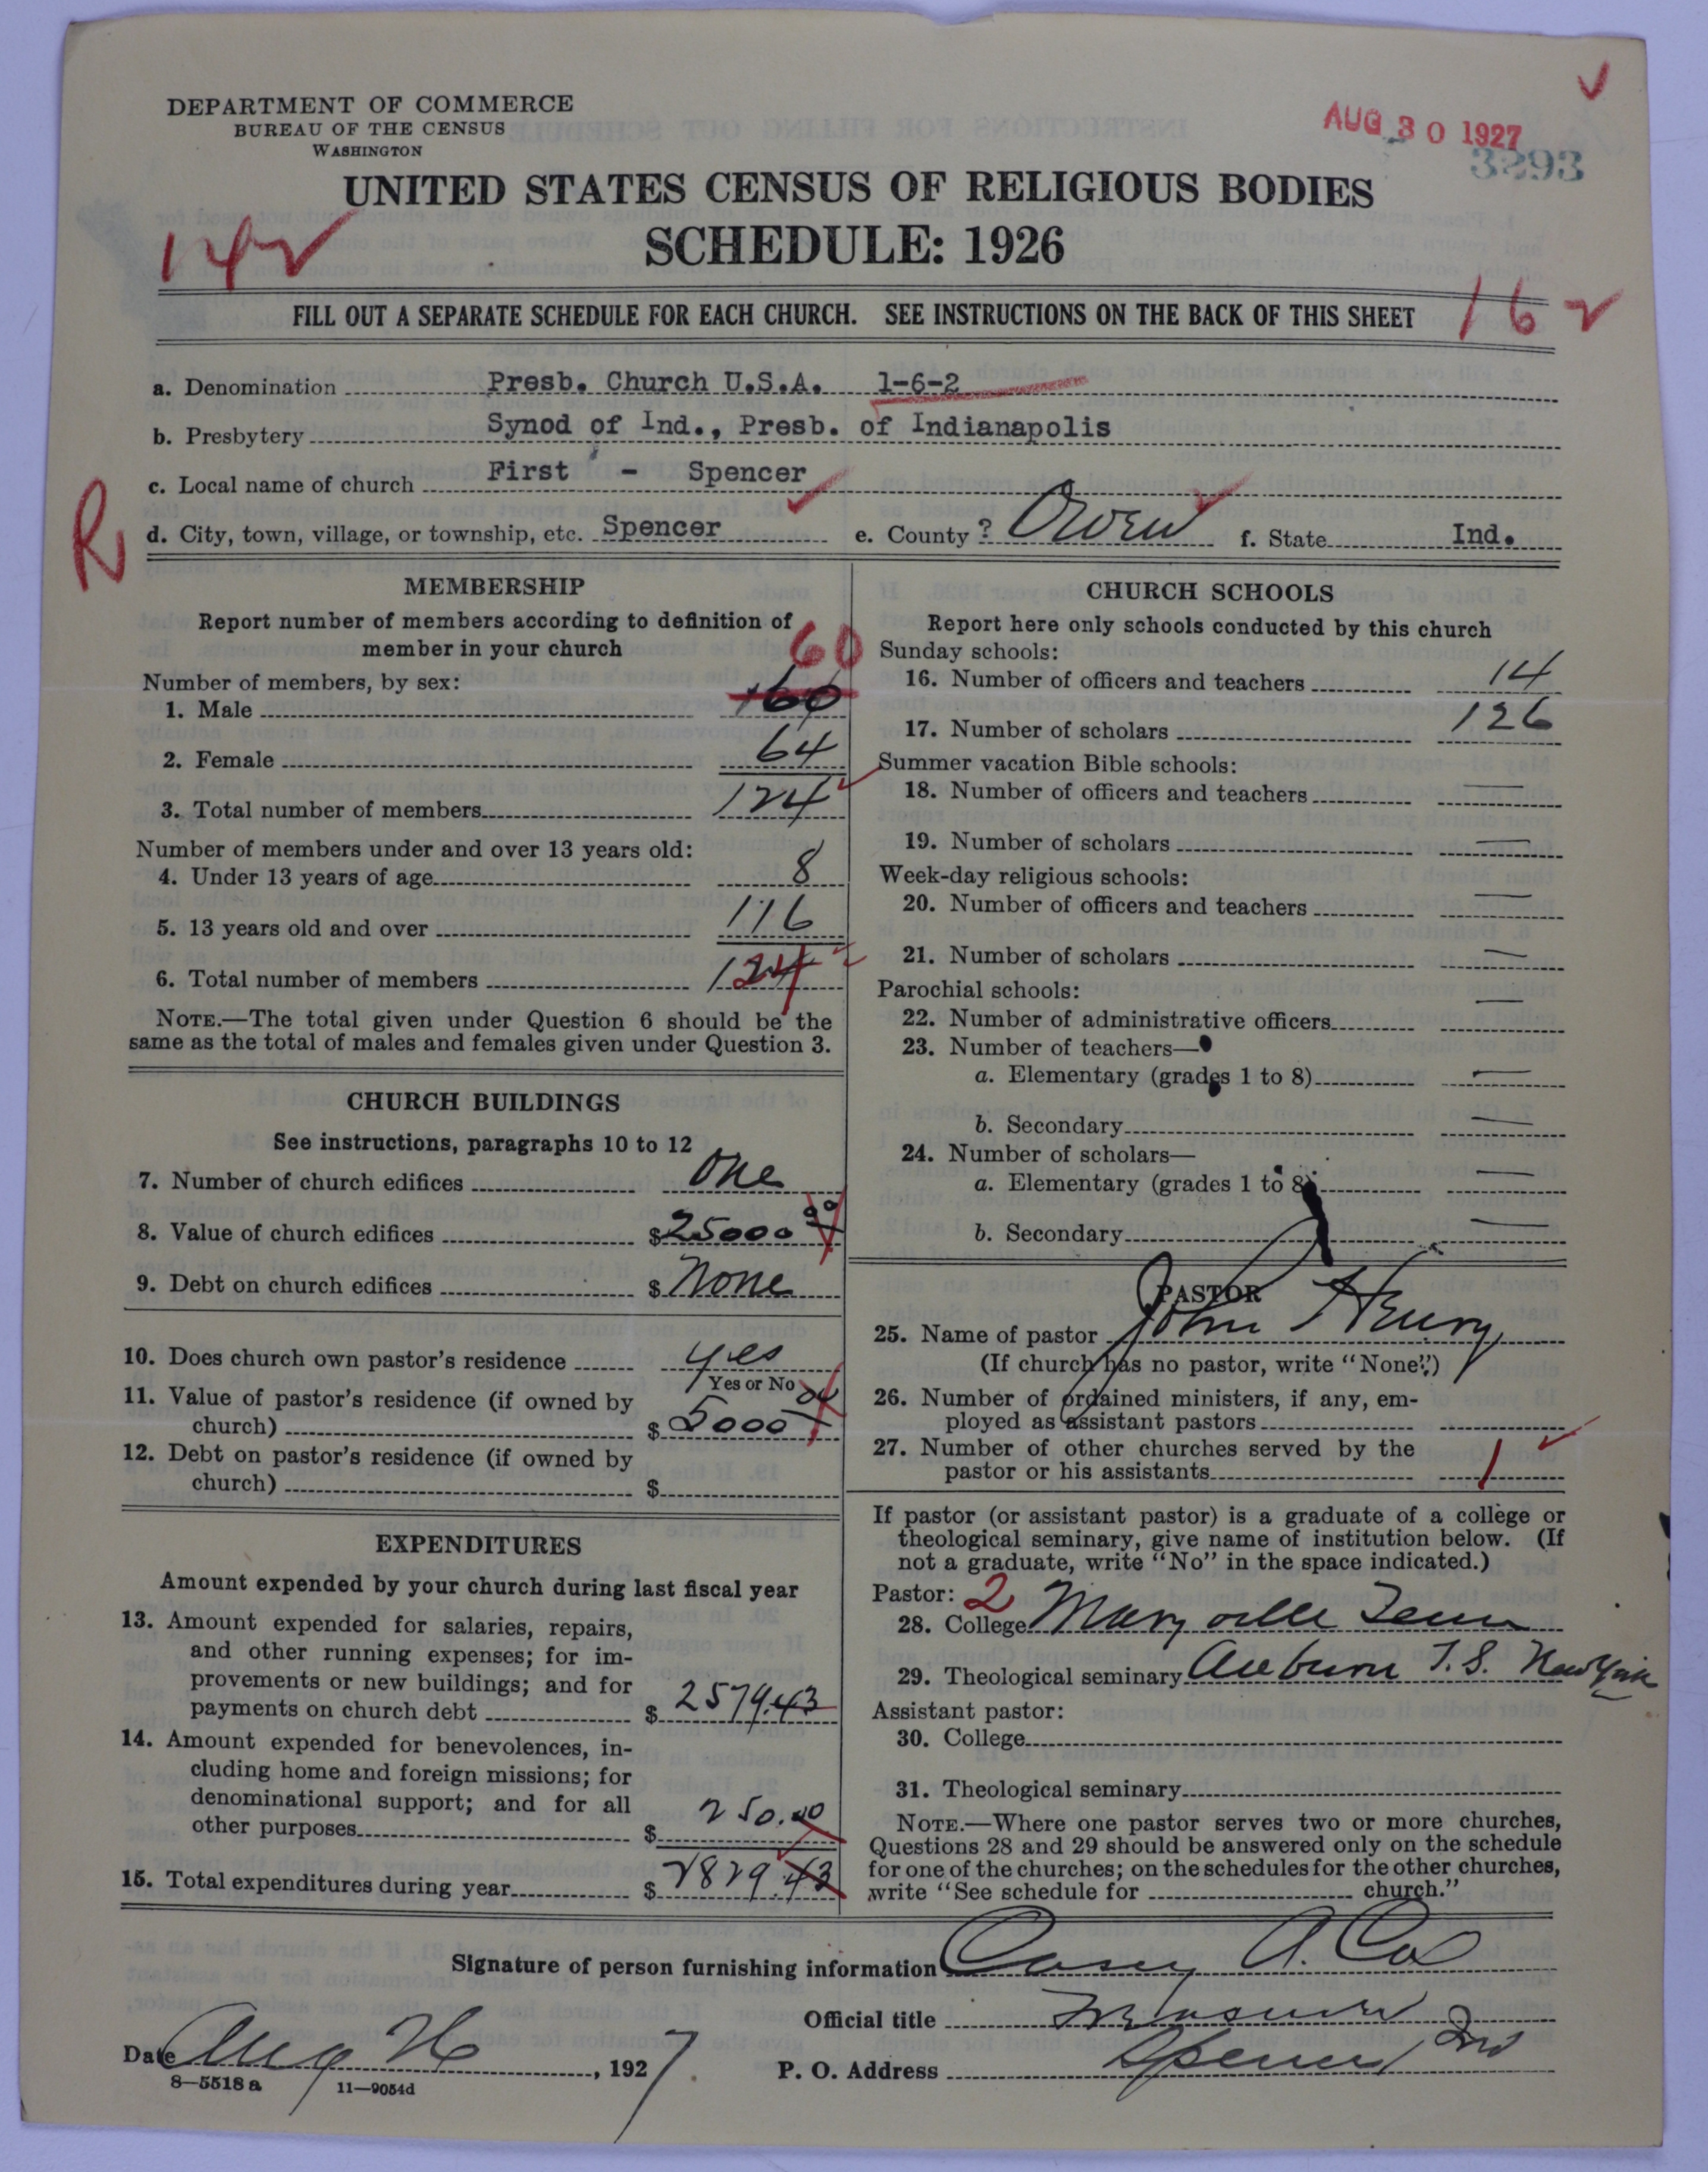 DEPARTMENT OF COMMERCE
BUREAU OF THE CENSUS
WASHINGTON
AUG 30 1927
3293
UNITED STATES CENSUS OF RELIGIOUS BODIES
SCHEDULE: 1926
142
FILL OUT A SEPARATE SCHEDULE FOR EACH CHURCH. SEE INSTRUCTIONS ON THE BACK OF THIS SHEET
162
a. Denomination Presb. Church U.S.A. 1-6-2
b. Presbytery Synod of Ind., Presb. of Indianapolis
c. Local name of church First - Spencer
R
d. City, town, village, or township, etc. Spencer e. County ? Owen f. State Ind.
MEMBERSHIP
Report number of members according to definition of member in your church
60
Number of members, by sex:
1. Male 60
2. Female 64
3. Total number of members 124
Number of members under and over 13 years old:
4. Under 13 years of age 8
5. 13 years old and over 116
6. Total number of members 124
NOTE.—The total given under Question 6 should be the
same as the total of males and females given under Question 3.
CHURCH BUILDINGS
See instructions, paragraphs 10 to 12
7. Number of church edifices One
8. Value of church edifices $25000 00
9. Debt on church edifices $ None
10. Does church own pastor's residence yes
Yes or No
11. Value of pastor's residence (if owned by
church) $ 5000 00
12. Debt on pastor's residence (if owned by
church) $
EXPENDITURES
Amount expended by your church during last fiscal year
13. Amount expended for salaries, repairs,
and other running expenses; for im-
provements or new buildings; and for
payments on church debt $ 2579.43
14. Amount expended for benevolences, in-
cluding home and foreign missions; for
denominational support; and for all
other purposes $ 250.00
15. Total expenditures during year $ 2829.43
CHURCH SCHOOLS
Report here only schools conducted by this church
Sunday schools:
16. Number of officers and teachers 14
17. Number of scholars 126
Summer vacation Bible schools:
18. Number of officers and teachers —
19. Number of scholars —
Week-day religious schools:
20. Number of officers and teachers —
21. Number of scholars —
Parochial schools:
22. Number of administrative officers —
23. Number of teachers—
a. Elementary (grades 1 to 8) —
b. Secondary —
24. Number of scholars—
a. Elementary (grades 1 to 8) —
b. Secondary —
PASTOR
25. Name of pastor John S Henry
(If church has no pastor, write "None".)
26. Number of ordained ministers, if any, em-
ployed as assistant pastors
27. Number of other churches served by the
pastor or his assistants 1
If pastor (or assistant pastor) is a graduate of a college or
theological seminary, give name of institution below. (If
not a graduate, write "No" in the space indicated.)
Pastor: 2
28. College Maryville Tenn
29. Theological seminary Auburn T.S. New York
Assistant pastor:
30. College
31. Theological seminary
NOTE.—Where one pastor serves two or more churches,
Questions 28 and 29 should be answered only on the schedule
for one of the churches; on the schedules for the other churches,
write "See schedule for church."
Signature of person furnishing information Casey A. Cox
Official title Treasurer
Date Aug 26, 1927. P. O. Address Spencer, Ind
8—5518 a 11—9054d